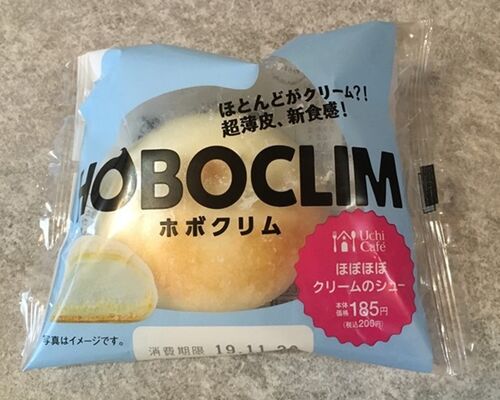 ほとんどがクリーム?!
超薄皮、新食感!
HOBOCLIM
ホボクリム
Uchi
Café
ほぼほぼ
クリームのシュー
本体
価格 185円
(税込200円)
写真はイメージです。
消費期限 19.11.